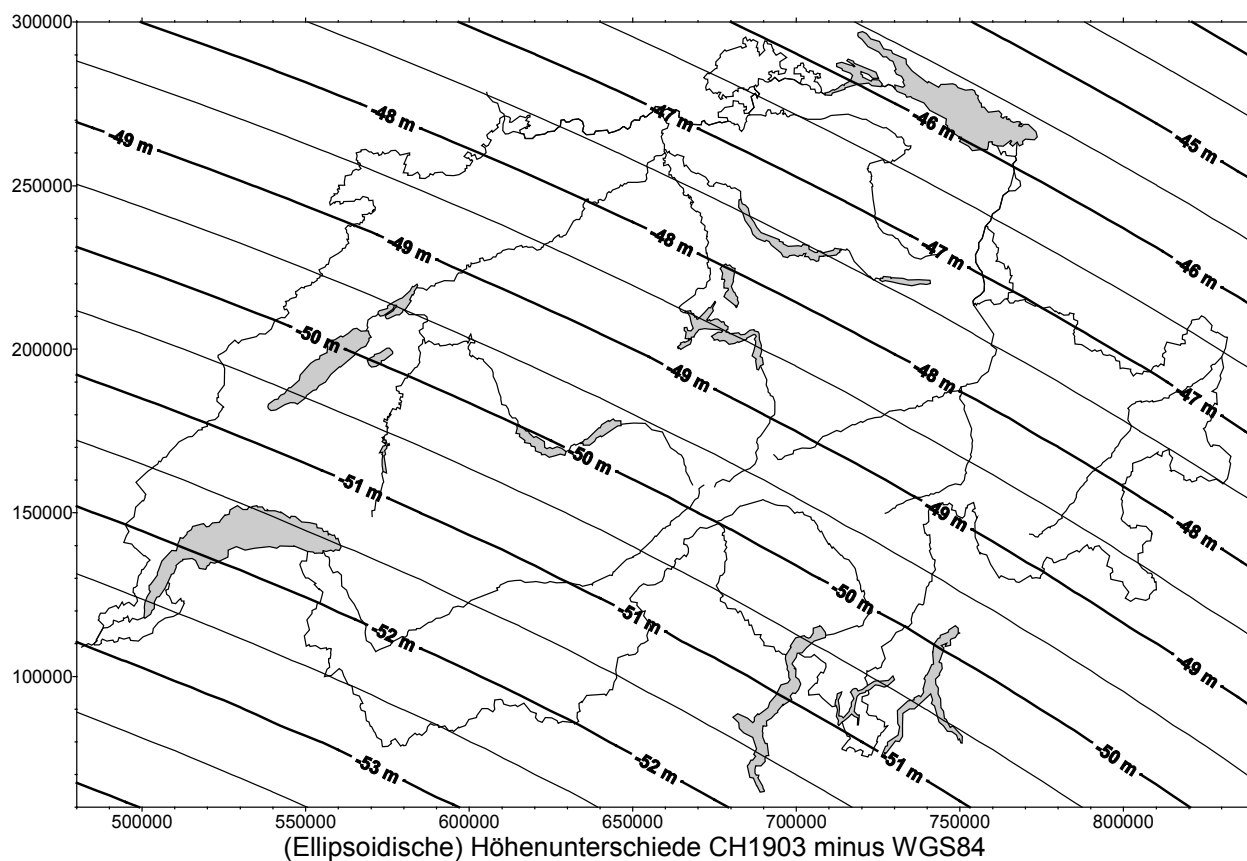 300000
-48 m
-47 m
-46 m
-49 m
-45 m
250000
-49 m
-48 m
-47 m
-46 m
-50 m
200000
-49 m
-48 m
-47 m
-51 m
-50 m
150000
-49 m
-48 m
-52 m
-51 m
-50 m
100000
-49 m
-53 m
-52 m
-51 m
-50 m
500000 550000 600000 650000 700000 750000 800000
(Ellipsoidische) Höhenunterschiede CH1903 minus WGS84